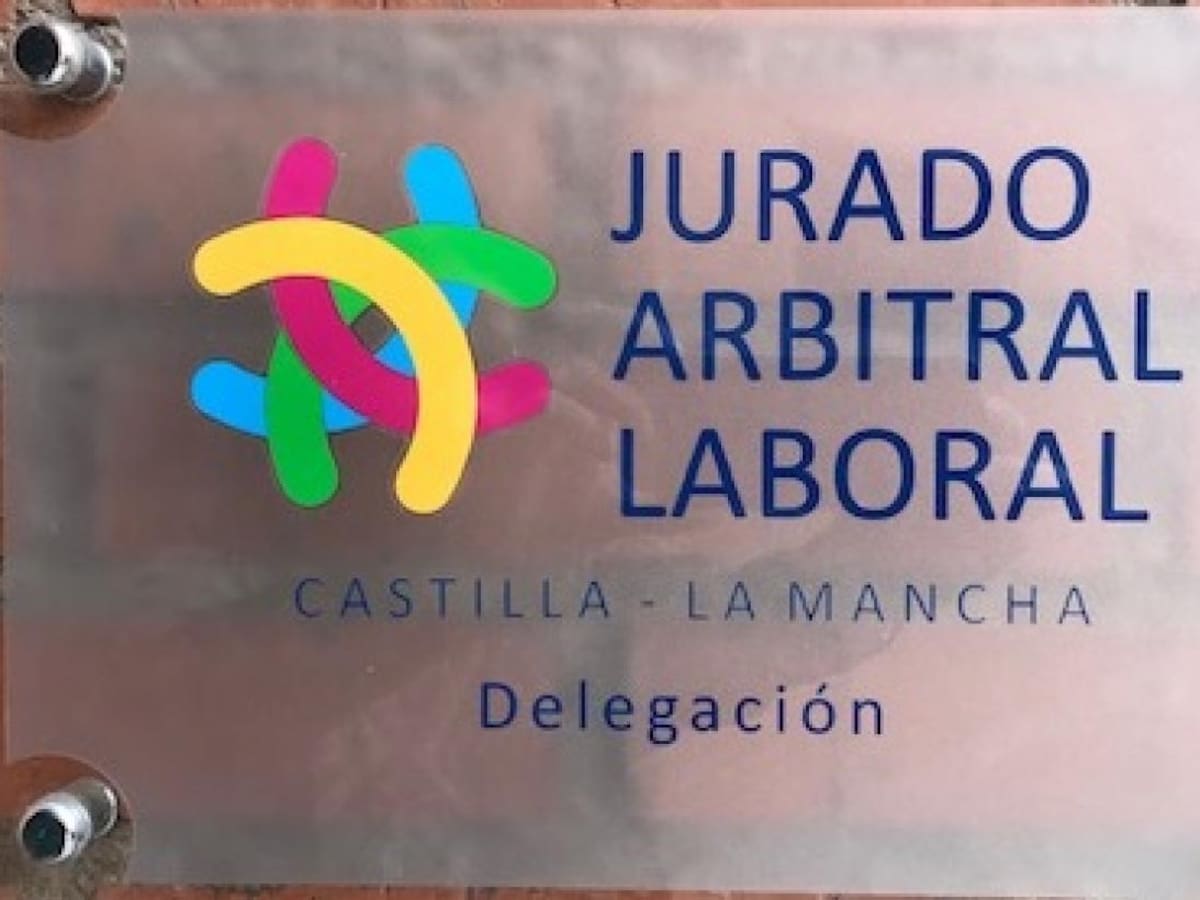 JURADO
ARBITRAL
LABORAL
CASTILLA - LA MANCHA
Delegación